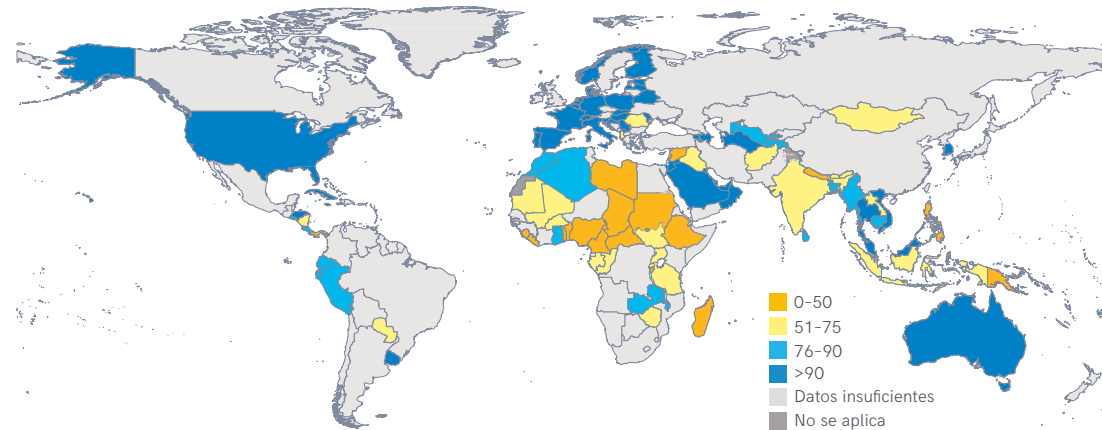 0–50
51–75
76–90
>90
Datos insuficientes
No se aplica